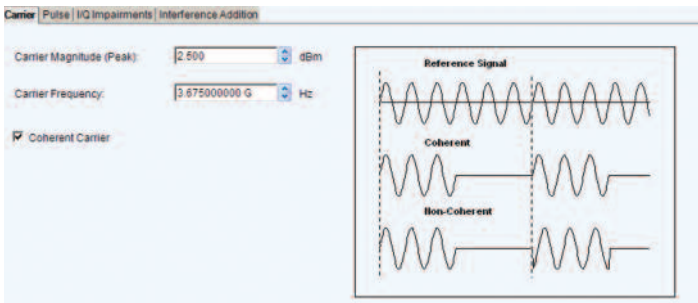 Carrier Pulse I/Q Impairments Interference Addition
Carrier Magnitude (Peak): 2.500 dBm
Carrier Frequency: 3.675000000 G Hz
Coherent Carrier
Reference Signal
Coherent
Non-Coherent